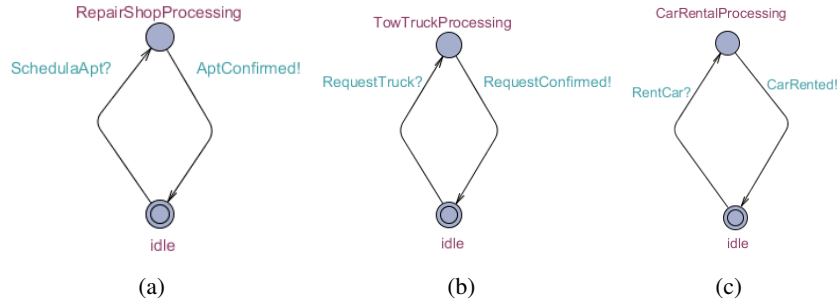 RepairShopProcessing
SchedulaApt?
AptConfirmed!
idle
(a)
TowTruckProcessing
RequestTruck?
RequestConfirmed!
idle
(b)
CarRentalProcessing
RentCar?
CarRented!
idle
(c)